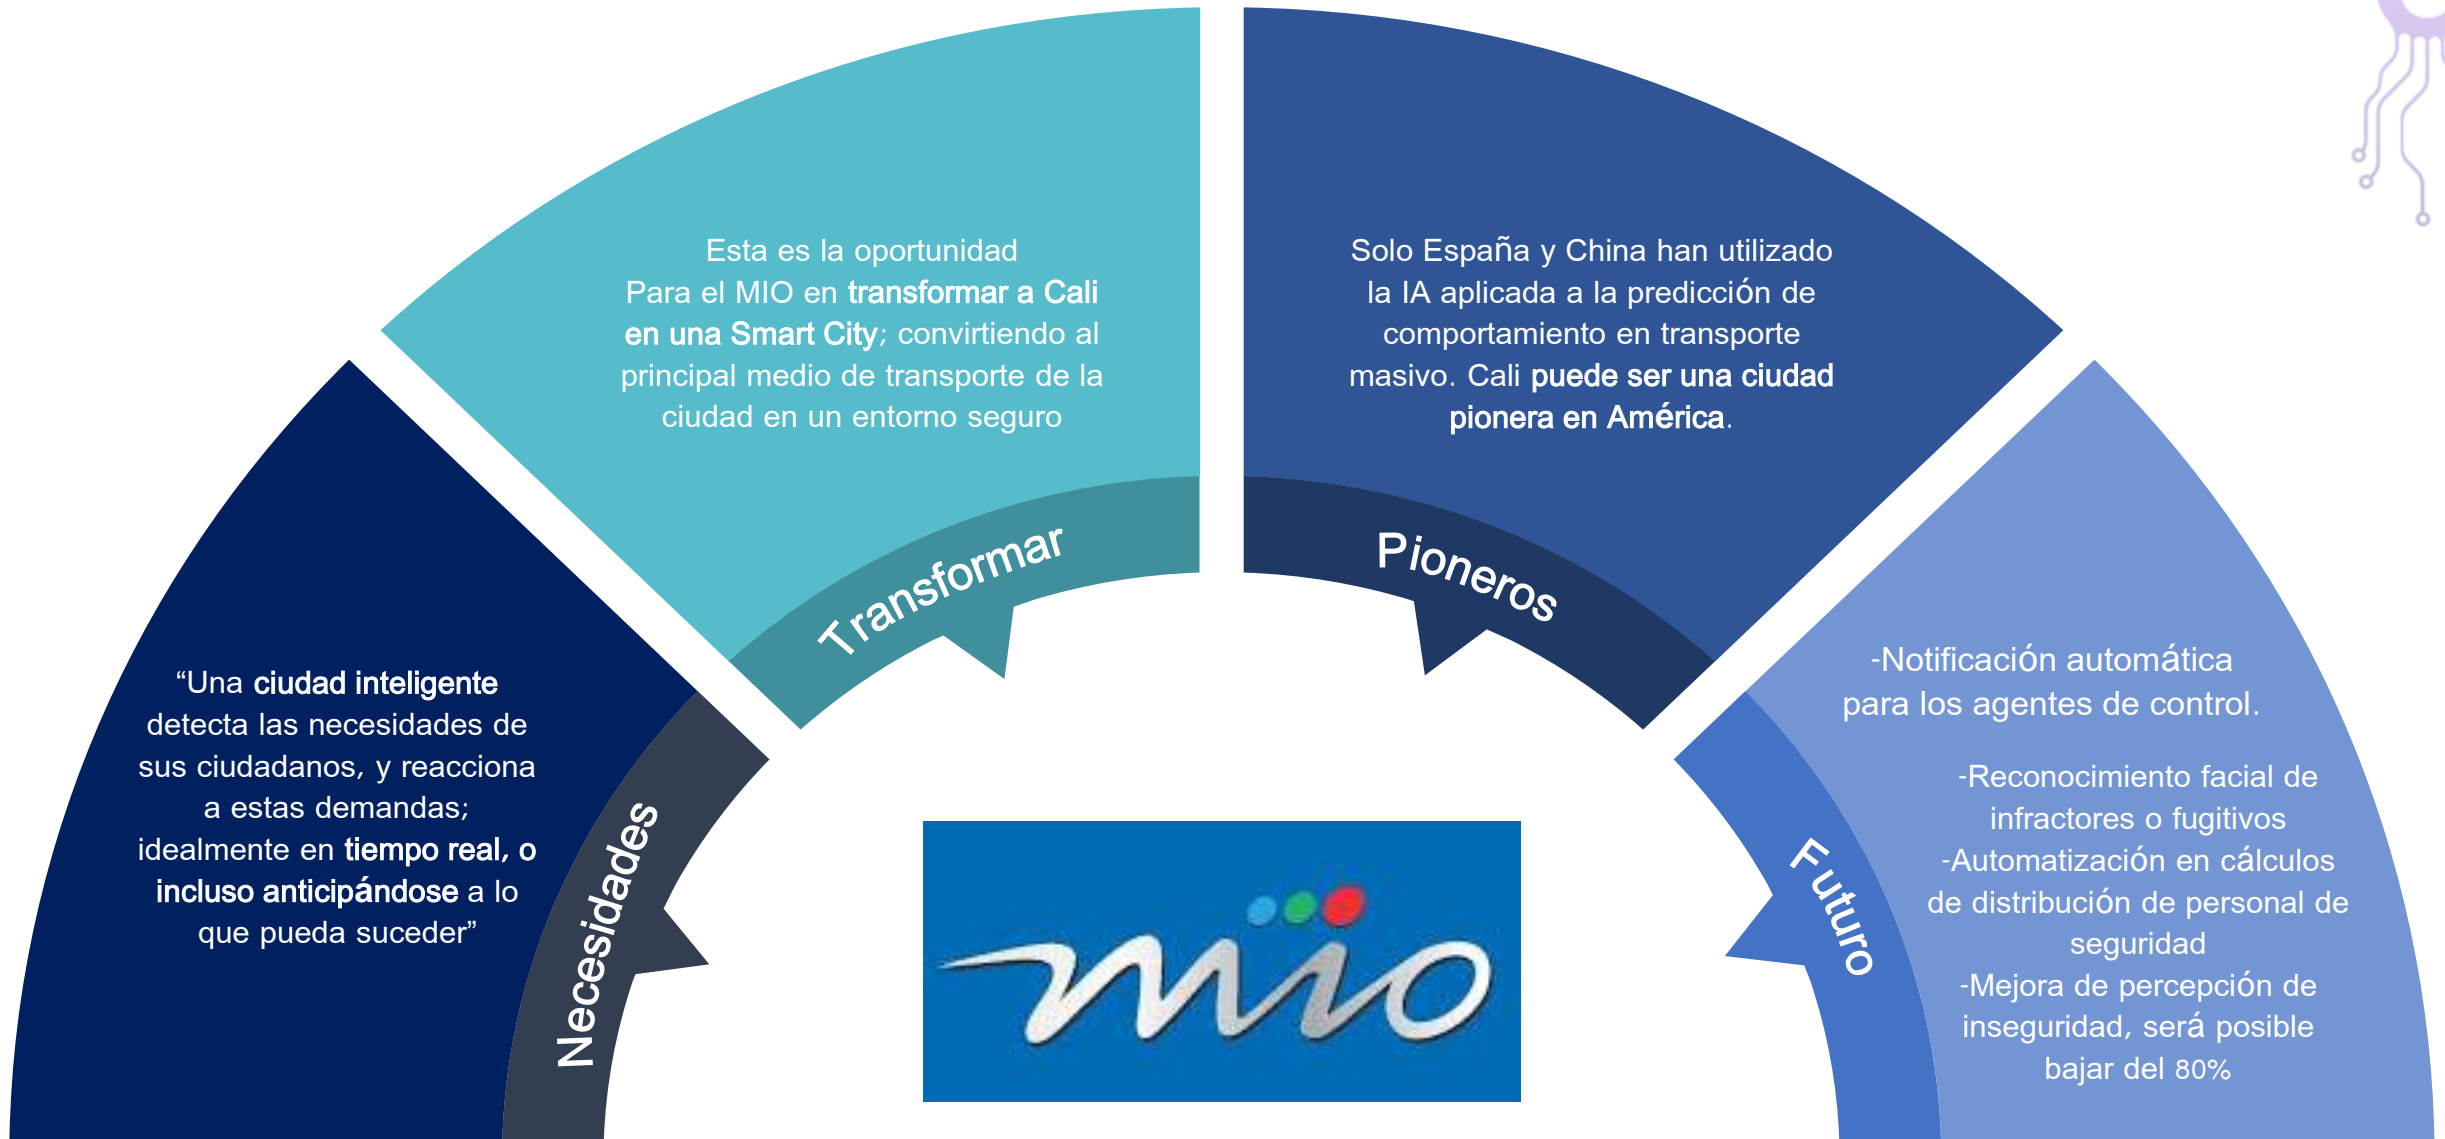 “Una ciudad inteligente
detecta las necesidades de
sus ciudadanos, y reacciona
a estas demandas;
idealmente en tiempo real, o
incluso anticipándose a lo
que pueda suceder”
Necesidades
Esta es la oportunidad
Para el MIO en transformar a Cali
en una Smart City; convirtiendo al
principal medio de transporte de la
ciudad en un entorno seguro
Transformar
Solo España y China han utilizado
la IA aplicada a la predicción de
comportamiento en transporte
masivo. Cali puede ser una ciudad
pionera en América.
Pioneros
-Notificación automática
para los agentes de control.
-Reconocimiento facial de
infractores o fugitivos
-Automatización en cálculos
de distribución de personal de
seguridad
-Mejora de percepción de
inseguridad, será posible
bajar del 80%
Futuro
mio